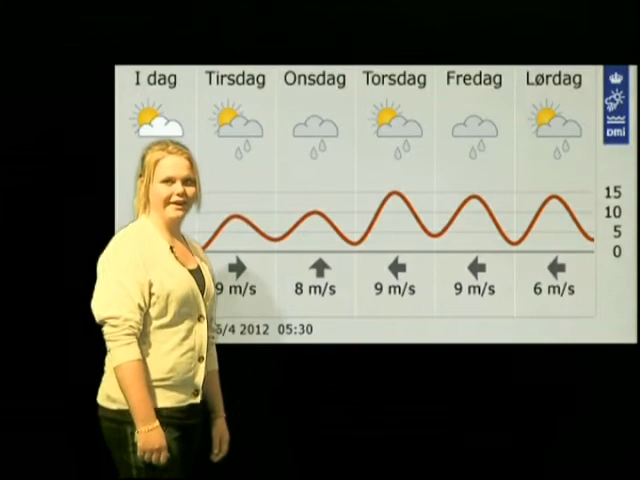 I dag Tirsdag Onsdag Torsdag Fredag Lørdag
DMi
15
10
5
0
9 m/s 8 m/s 9 m/s 9 m/s 6 m/s
6/4 2012 05:30